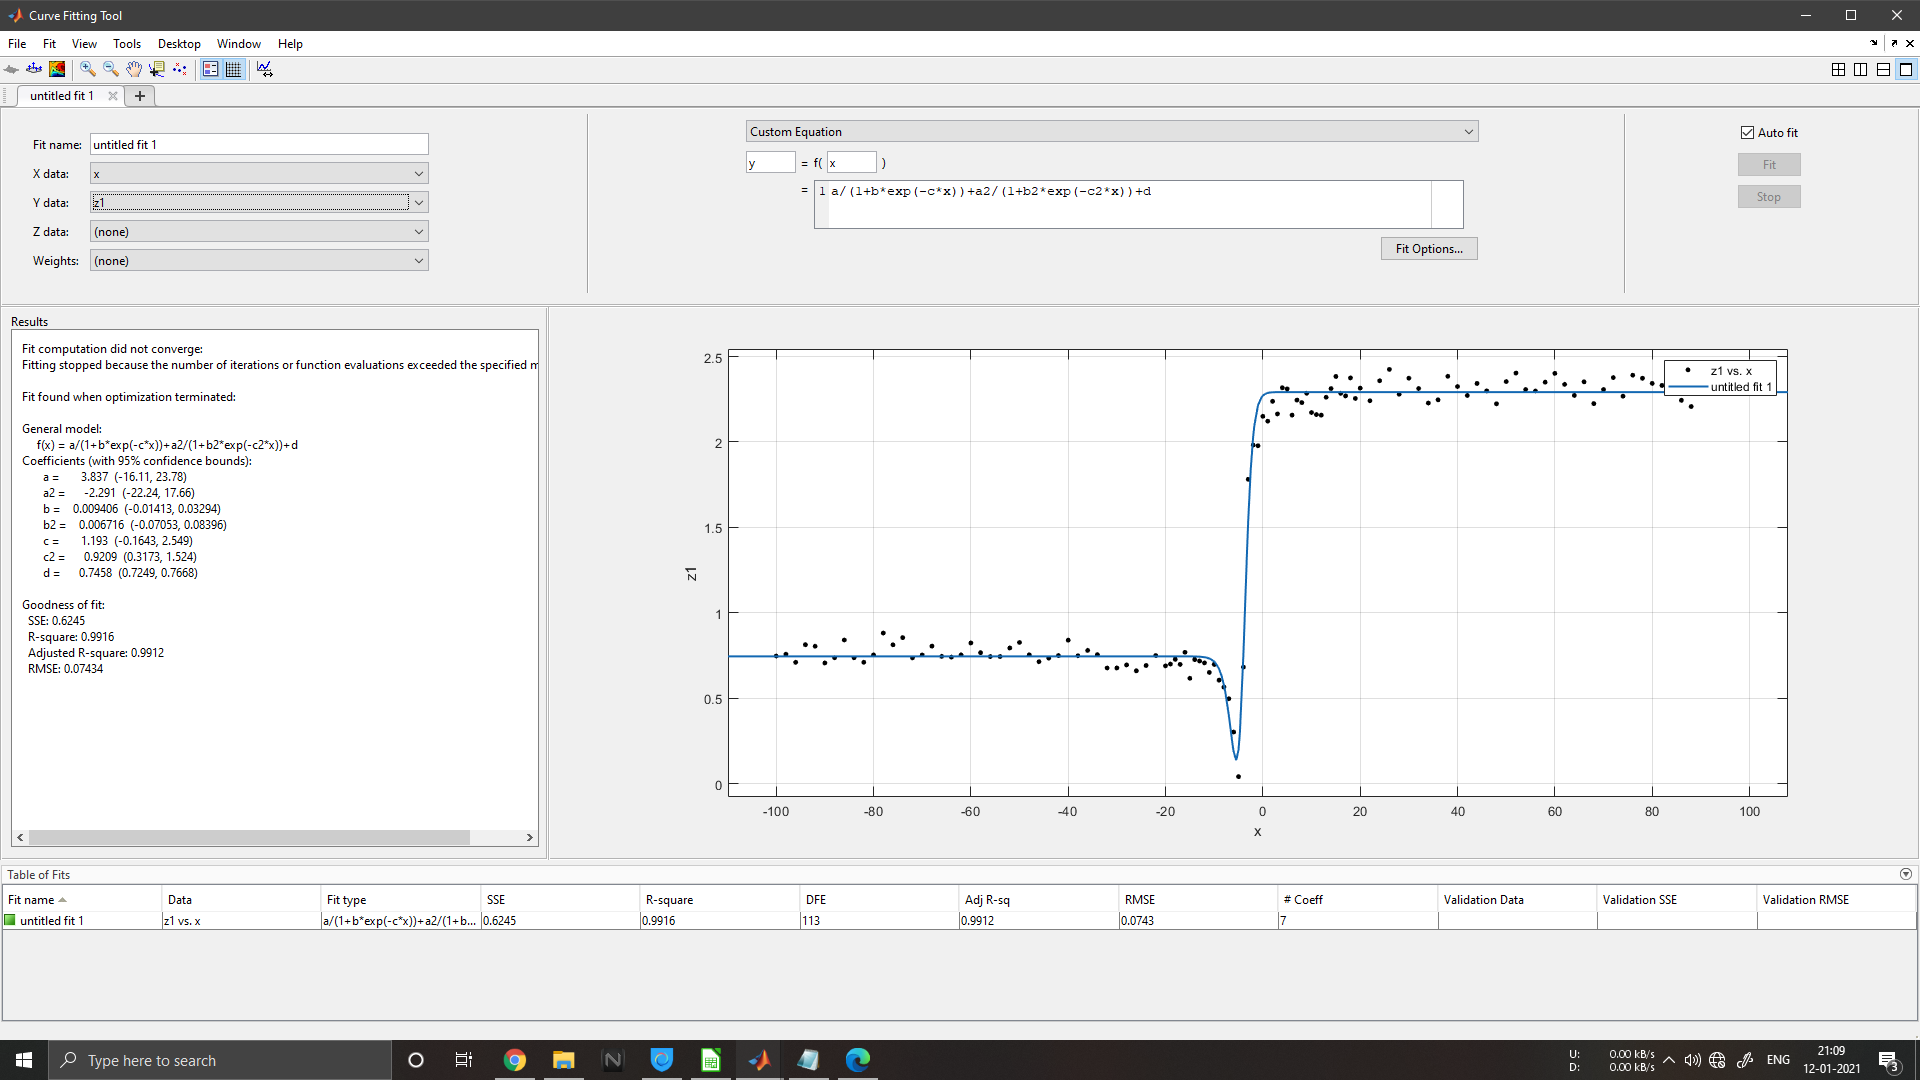 Curve Fitting Tool
File Fit View Tools Desktop Window Help
untitled fit 1
Fit name: untitled fit 1
X data: x
Y data: z1
Z data: (none)
Weights: (none)
Custom Equation
y = f( x )
= 1 a/(1+b*exp(-c*x))+a2/(1+b2*exp(-c2*x))+d
Fit Options...
Auto fit
Fit
Stop
Results
Fit computation did not converge:
Fitting stopped because the number of iterations or function evaluations exceeded the specified m
Fit found when optimization terminated:
General model:
f(x) = a/(1+b*exp(-c*x))+a2/(1+b2*exp(-c2*x))+d
Coefficients (with 95% confidence bounds):
a = 3.837 (-16.11, 23.78)
a2 = -2.291 (-22.24, 17.66)
b = 0.009406 (-0.01413, 0.03294)
b2 = 0.006716 (-0.07053, 0.08396)
c = 1.193 (-0.1643, 2.549)
c2 = 0.9209 (0.3173, 1.524)
d = 0.7458 (0.7249, 0.7668)
Goodness of fit:
SSE: 0.6245
R-square: 0.9916
Adjusted R-square: 0.9912
RMSE: 0.07434
z1 vs. x
untitled fit 1
2.5
2
1.5
1
0.5
0
z1
-100 -80 -60 -40 -20 0 20 40 60 80 100
x
Table of Fits
Fit name Data Fit type SSE R-square DFE Adj R-sq RMSE # Coeff Validation Data Validation SSE Validation RMSE
untitled fit 1 z1 vs. x a/(1+b*exp(-c*x))+a2/(1+b... 0.6245 0.9916 113 0.9912 0.0743 7
Type here to search
U: 0.00 kB/s
D: 0.00 kB/s
ENG
21:09
12-01-2021
3